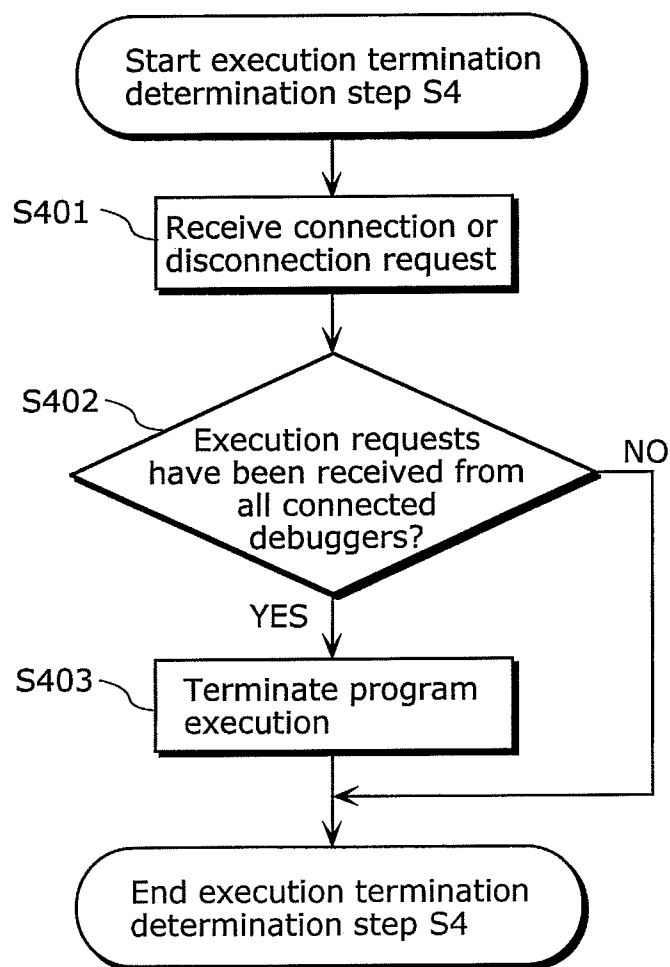 Start execution termination
determination step S4
S401
Receive connection or
disconnection request
S402
Execution requests
have been received from
all connected
debuggers?
NO
YES
S403
Terminate program
execution
End execution termination
determination step S4